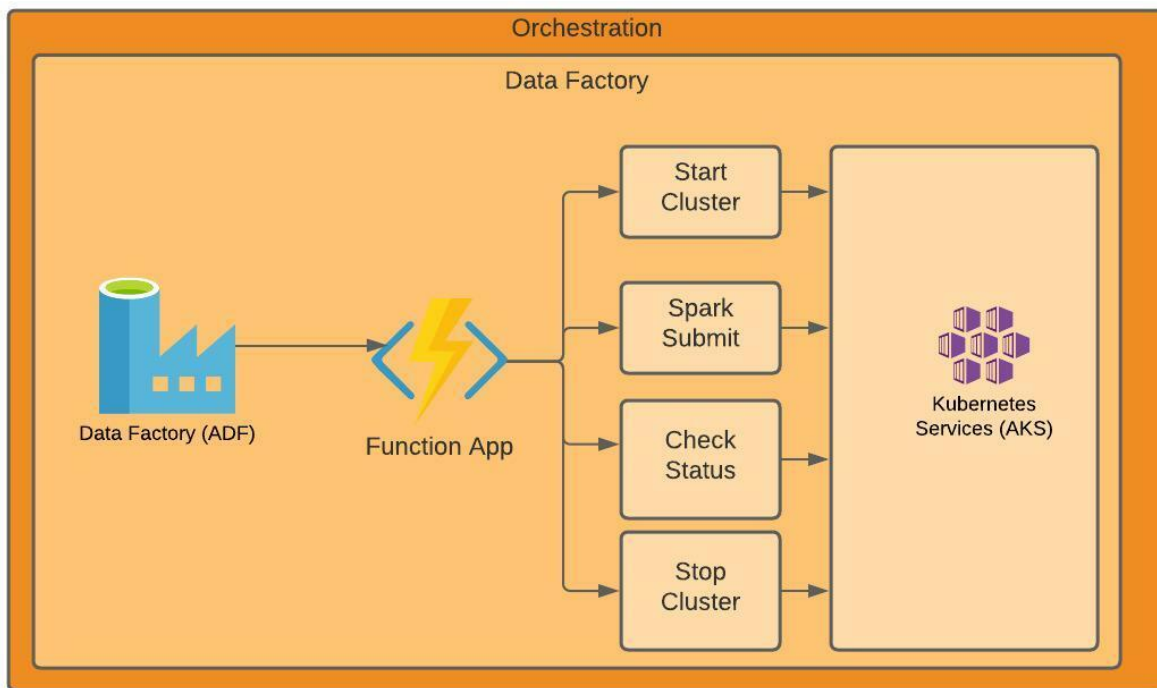 Orchestration
Data Factory
Start
Cluster
Spark
Submit
Check
Status
Stop
Cluster
Data Factory (ADF)
Function App
Kubernetes
Services (AKS)